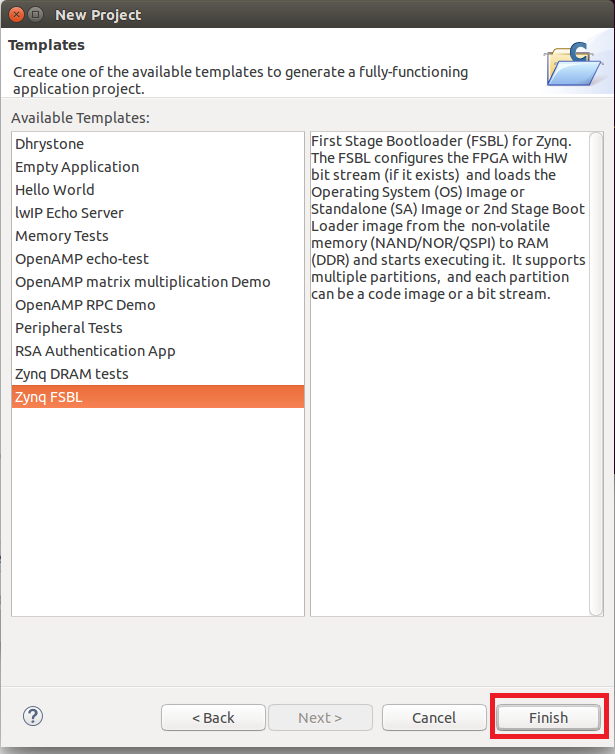 New Project
Templates
Create one of the available templates to generate a fully-functioning
application project.
Available Templates:
Dhrystone
Empty Application
Hello World
lwIP Echo Server
Memory Tests
OpenAMP echo-test
OpenAMP matrix multiplication Demo
OpenAMP RPC Demo
Peripheral Tests
RSA Authentication App
Zynq DRAM tests
Zynq FSBL
First Stage Bootloader (FSBL) for Zynq.
The FSBL configures the FPGA with HW
bit stream (if it exists)  and loads the
Operating System (OS) Image or
Standalone (SA) Image or 2nd Stage Boot
Loader image from the  non-volatile
memory (NAND/NOR/QSPI) to RAM
(DDR) and starts executing it.  It supports
multiple partitions,  and each partition
can be a code image or a bit stream.
C
?
< Back
Next >
Cancel
Finish